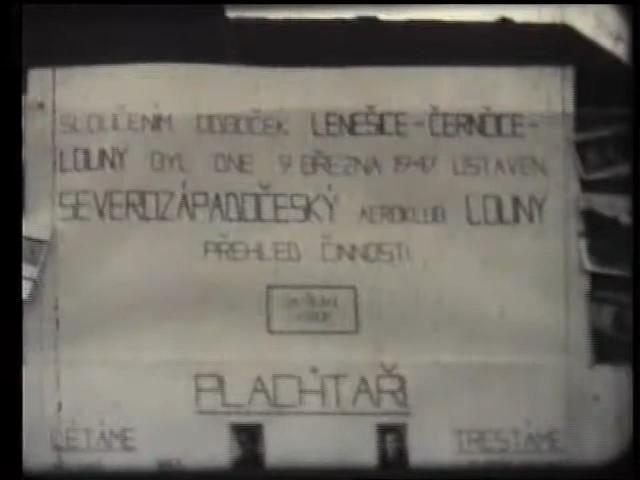 SLOUČENÍM ODBOČEK LENEŠICE-ČERNČICE-
LOUNY BYL DNE 9 BŘEZNA 1947 USTAVEN
SEVEROZÁPADOČESKÝ AEROKLUB LOUNY
PŘEHLED ČINNOSTI
PLACHTAŘI
LÉTÁME
TRESTÁME